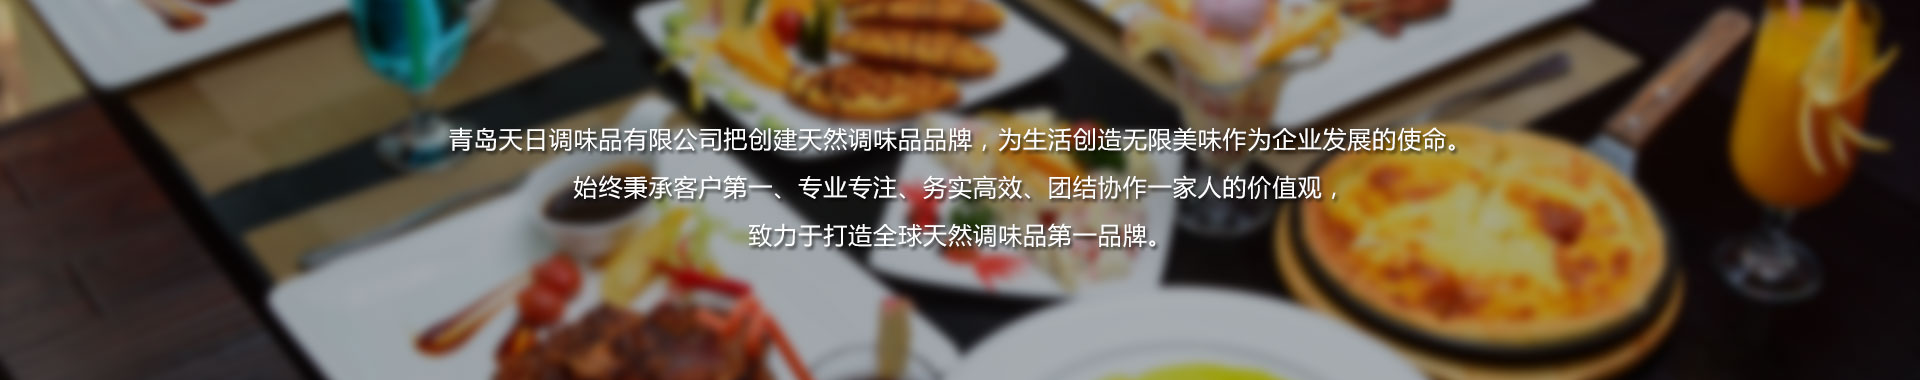 青岛天日调味品有限公司把创建天然调味品品牌，为生活创造无限美味作为企业发展的使命。
始终秉承客户第一、专业专注、务实高效、团结协作一家人的价值观，
致力于打造全球天然调味品第一品牌。